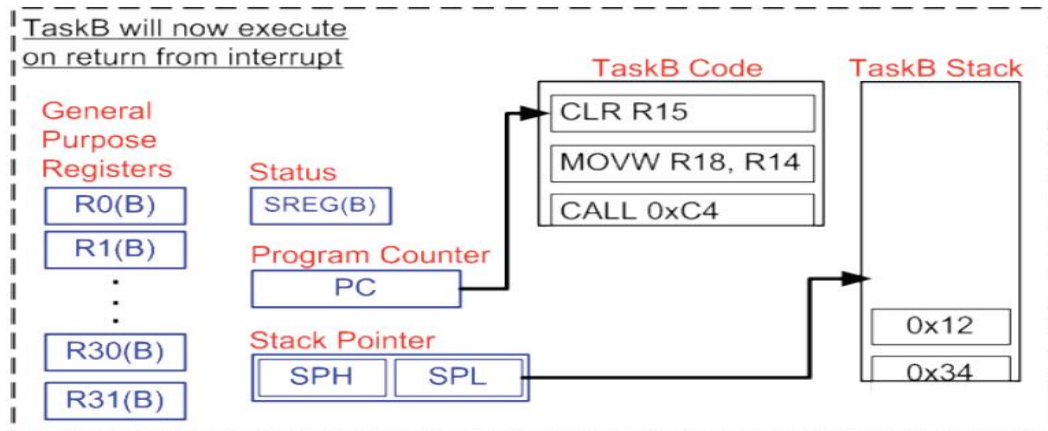 TaskB will now execute
on return from interrupt
General
Purpose
Registers
R0(B)
R1(B)
R30(B)
R31(B)
Status
SREG(B)
Program Counter
PC
Stack Pointer
SPH SPL
TaskB Code
CLR R15
MOVW R18, R14
CALL 0xC4
TaskB Stack
0x12
0x34